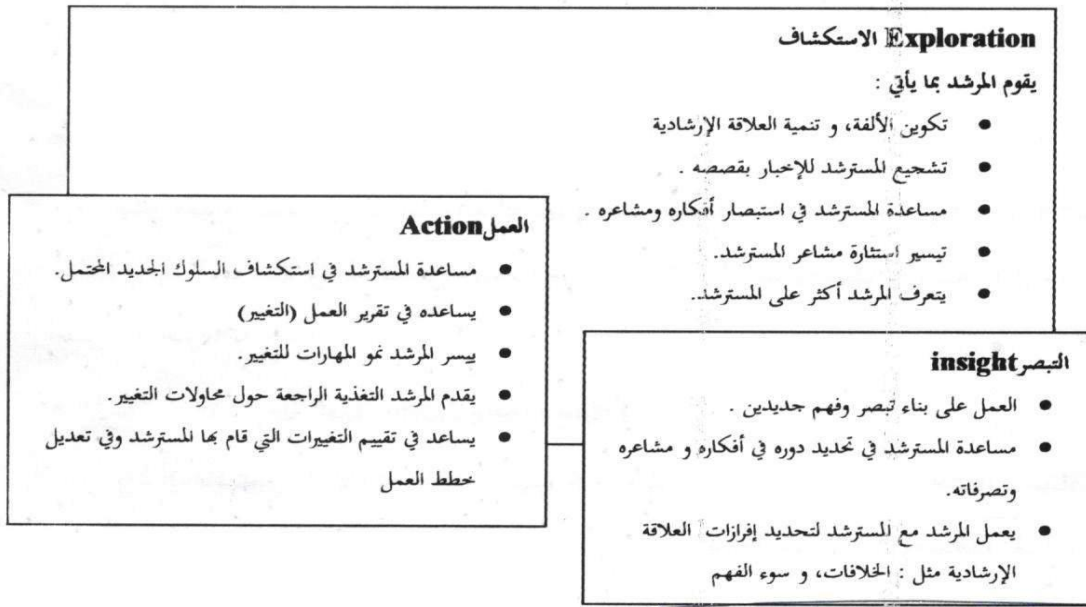 الاستكشاف Exploration
يقوم المرشد بما يأتي :
● تكوين الألفة، و تنمية العلاقة الإرشادية
● تشجيع المسترشد للإخبار بقصصه .
● مساعدة المسترشد في استبصار أفكاره ومشاعره .
● تيسير استثارة مشاعر المسترشد.
● يتعرف المرشد أكثر على المسترشد.
العمل Action
● مساعدة المسترشد في استكشاف السلوك الجديد المحتمل.
● يساعده في تقرير العمل (التغيير)
● ييسر المرشد نمو المهارات للتغيير.
● يقدم المرشد التغذية الراجعة حول محاولات التغيير.
● يساعد في تقييم التغييرات التي قام بها المسترشد وفي تعديل
خطط العمل
التبصر insight
● العمل على بناء تبصر وفهم جديدين .
● مساعدة المسترشد في تحديد دوره في أفكاره و مشاعره
وتصرفاته.
● يعمل المرشد مع المسترشد لتحديد إفرازات العلاقة
الإرشادية مثل : الخلافات، و سوء الفهم